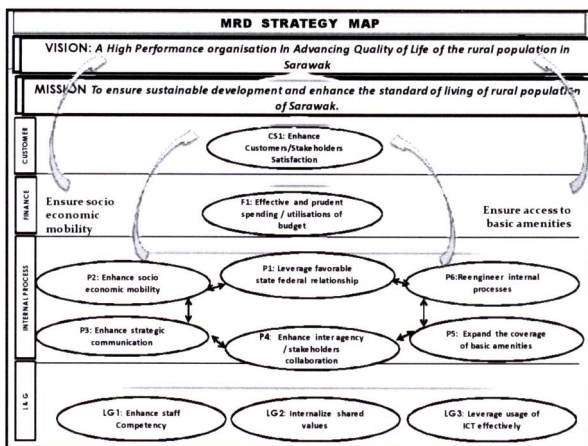 MRD STRATEGY MAP
VISION: A High Performance organisation In Advancing Quality of Life of the rural population in
Sarawak
MISSION To ensure sustainable development and enhance the standard of living of rural population
of Sarawak.
CUSTOMER
CS1: Enhance
Customers/Stakeholders
Satisfaction
FINANCE
Ensure socio
economic
mobility
F1: Effective and prudent
spending / utilisations of
budget
Ensure access to
basic amenities
INTERNAL PROCESS
P2: Enhance socio
economic mobility
P1: Leverage favorable
state federal relationship
P6:Reengineer internal
processes
P3: Enhance strategic
communication
P4: Enhance inter agency
/ stakeholders
collaboration
P5: Expand the coverage
of basic amenities
L& G
LG 1: Enhance staff
Competency
LG2: Internalize shared
values
LG3: Leverage usage of
ICT effectively